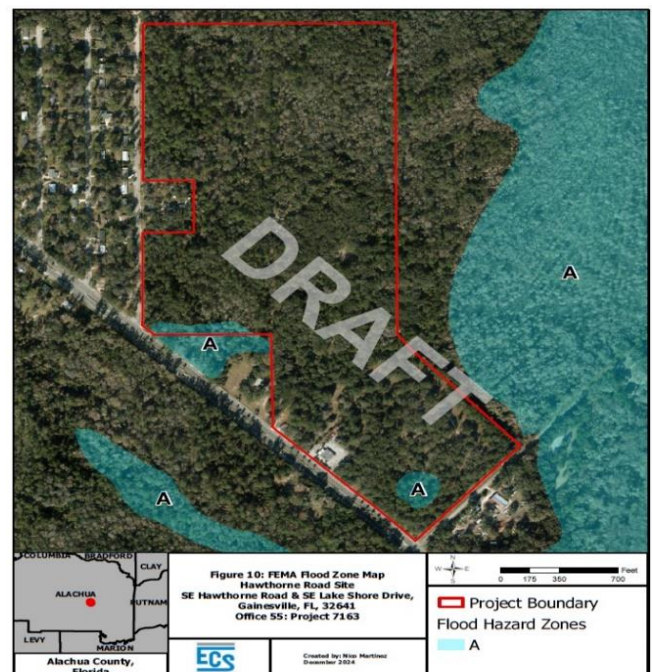 DRAFT
A
A
A
A
COLUMBIA
BRADFORD
CLAY
ALACHUA
PUTNAM
LEVY
MARION
Alachua County,
Florida
Figure 10: FEMA Flood Zone Map
Hawthorne Road Site
SE Hawthorne Road & SE Lake Shore Drive,
Gainesville, FL, 32641
Office 55: Project 7163
ECS
Created by: Nico Martinez
December 2024
N
W
E
S
0 175 350 700 Feet
Project Boundary
Flood Hazard Zones
A